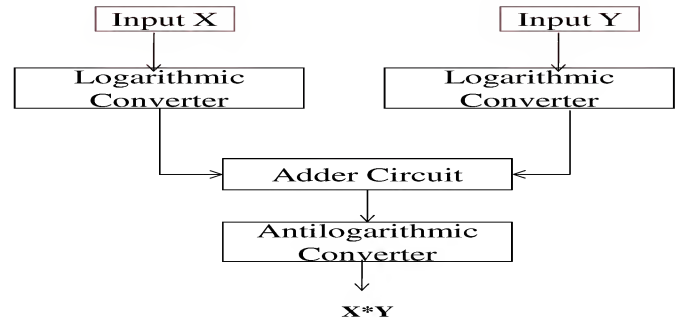 Input X
Input Y
Logarithmic
Converter
Logarithmic
Converter
Adder Circuit
Antilogarithmic
Converter
X*Y